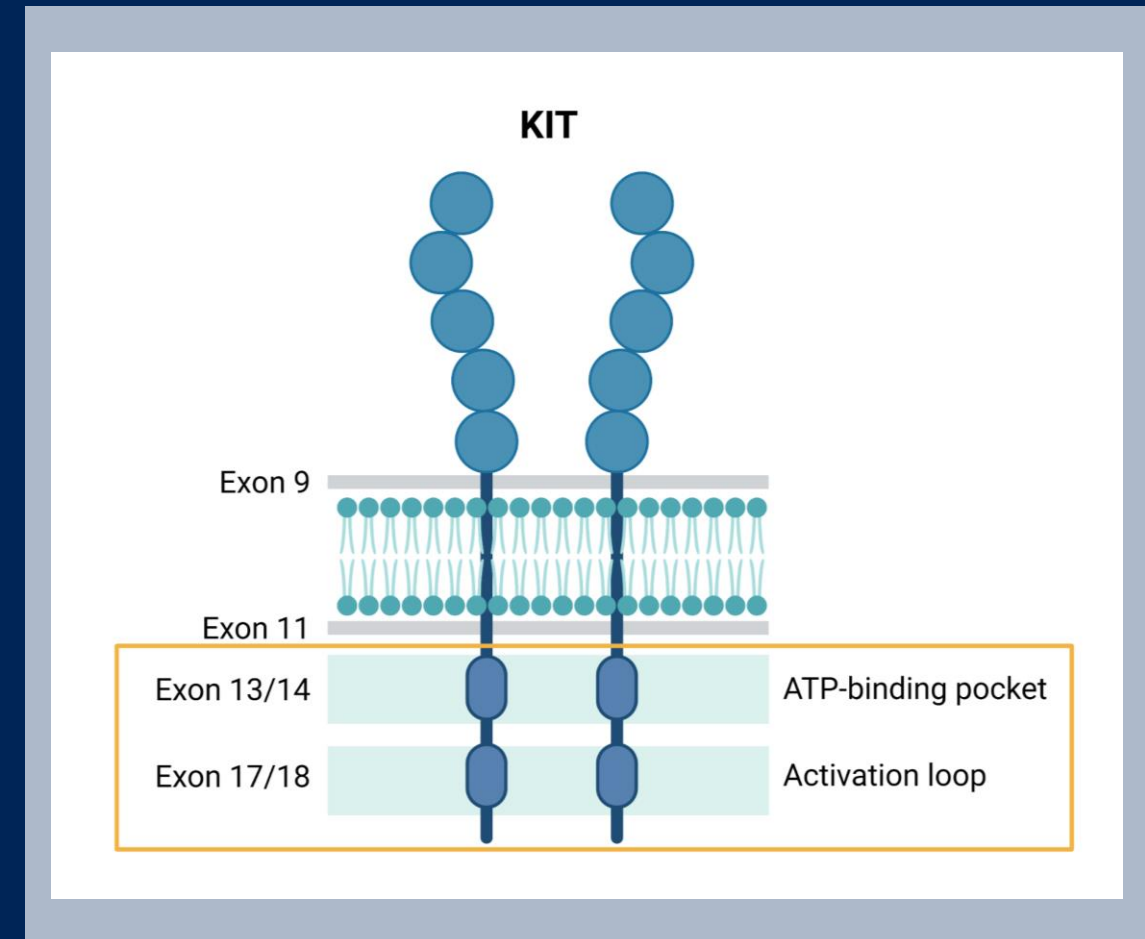 KIT
Exon 9
Exon 11
Exon 13/14
ATP-binding pocket
Exon 17/18
Activation loop